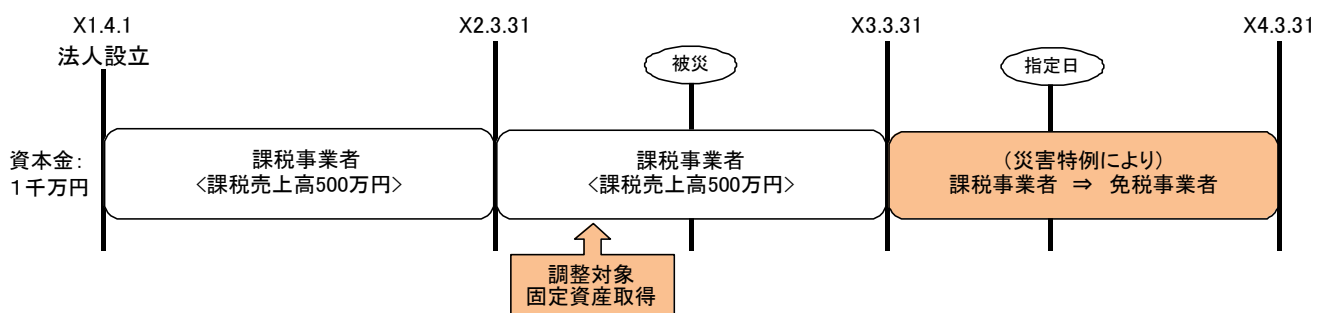 X1.4.1
法人設立
X2.3.31
X3.3.31
X4.3.31
被災
指定日
資本金：
1千万円
課税事業者
<課税売上高500万円>
課税事業者
<課税売上高500万円>
（災害特例により）
課税事業者 ⇒ 免税事業者
調整対象
固定資産取得